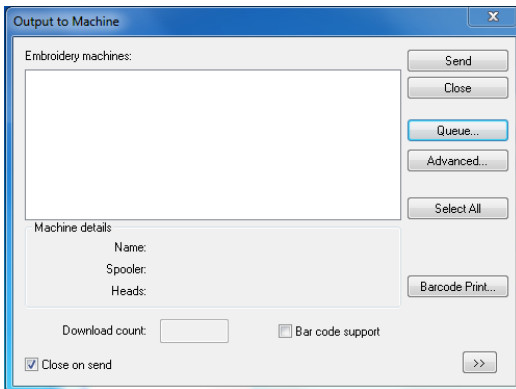 Output to Machine
x
Embroidery machines:
Send
Close
Queue...
Advanced...
Select All
Machine details
Name:
Spooler:
Heads:
Barcode Print...
Download count:
Bar code support
Close on send
>>